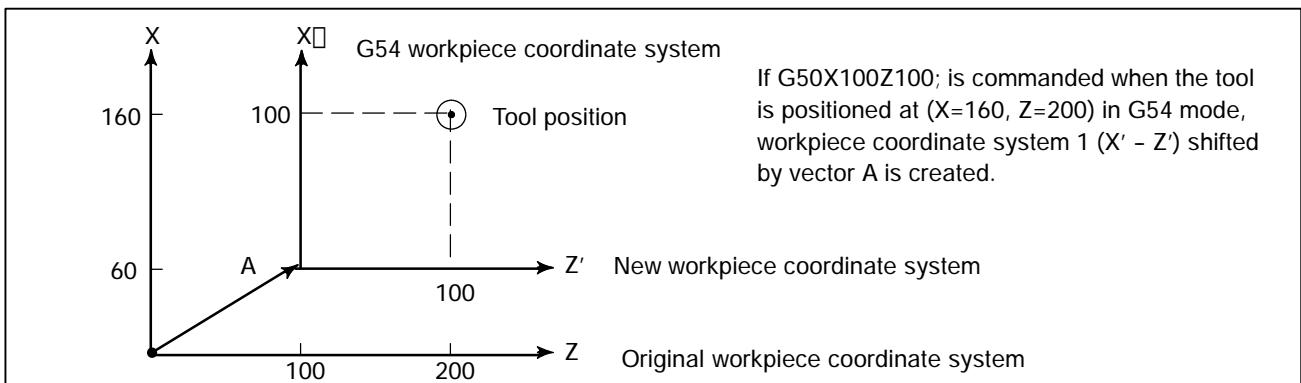 X
X▯
G54 workpiece coordinate system
If G50X100Z100; is commanded when the tool
is positioned at (X=160, Z=200) in G54 mode,
workpiece coordinate system 1 (X′ – Z′) shifted
by vector A is created.
160
100
Tool position
60
A
Z′
New workpiece coordinate system
100
Z
Original workpiece coordinate system
100
200